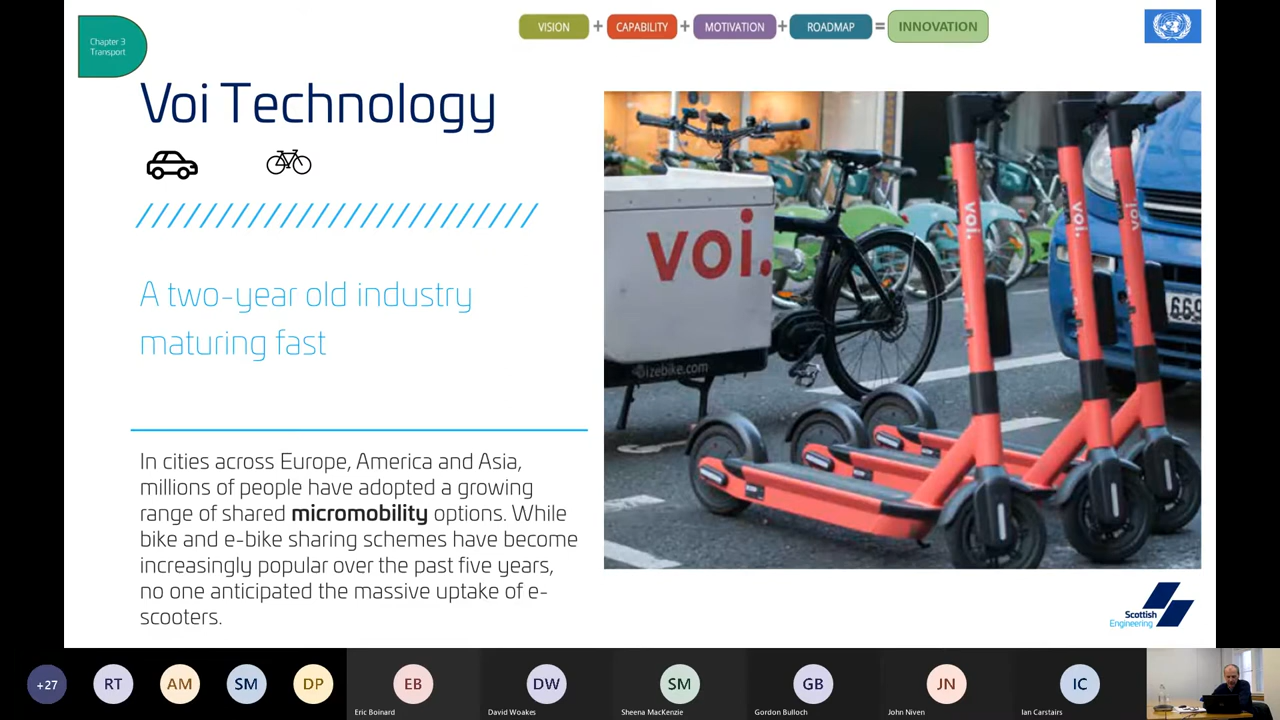 Chapter 3
Transport
VISION + CAPABILITY + MOTIVATION + ROADMAP = INNOVATION
Voi Technology
A two-year old industry
maturing fast
In cities across Europe, America and Asia,
millions of people have adopted a growing
range of shared micromobility options. While
bike and e-bike sharing schemes have become
increasingly popular over the past five years,
no one anticipated the massive uptake of e-
scooters.
voi.
izebike.com
voi.
voi.
voi.
669
Scottish
Engineering
+27
RT
AM
SM
DP
EB
Eric Boinard
DW
David Woakes
SM
Sheena MacKenzie
GB
Gordon Bulloch
JN
John Niven
IC
Ian Carstairs